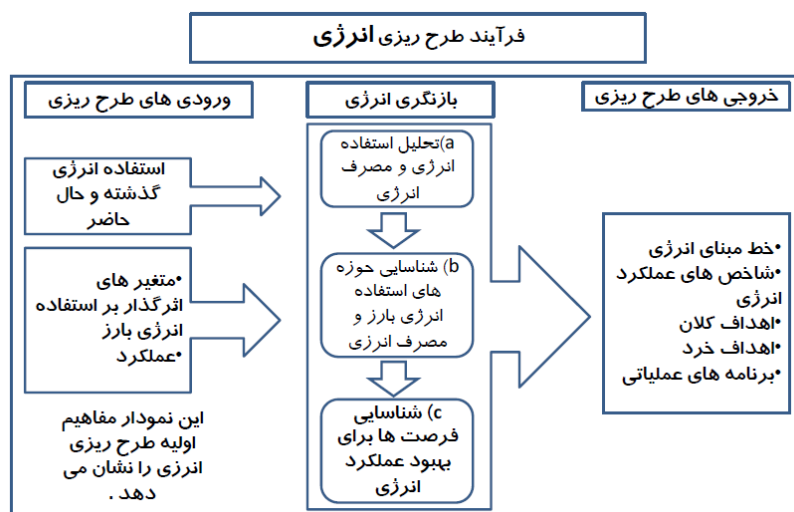 فرآیند طرح ریزی انرژی
ورودی های طرح ریزی
بازنگری انرژی
خروجی های طرح ریزی
استفاده انرژی
گذشته و حال
حاضر
•متغیر های
اثرگذار بر استفاده
انرژی بارز
•عملکرد
این نمودار مفاهیم
اولیه طرح ریزی
انرزی را نشان می
دهد .
a)تحلیل استفاده
انرژی و مصرف
انرژی
b) شناسایی حوزه
های استفاده
انرژی بارز و
مصرف انرژی
c) شناسایی
فرصت ها برای
بهبود عملکرد
انرژی
•خط مبنای انرژی
•شاخص های عملکرد
انرژی
•اهداف کلان
•اهداف خرد
•برنامه های عملیاتی